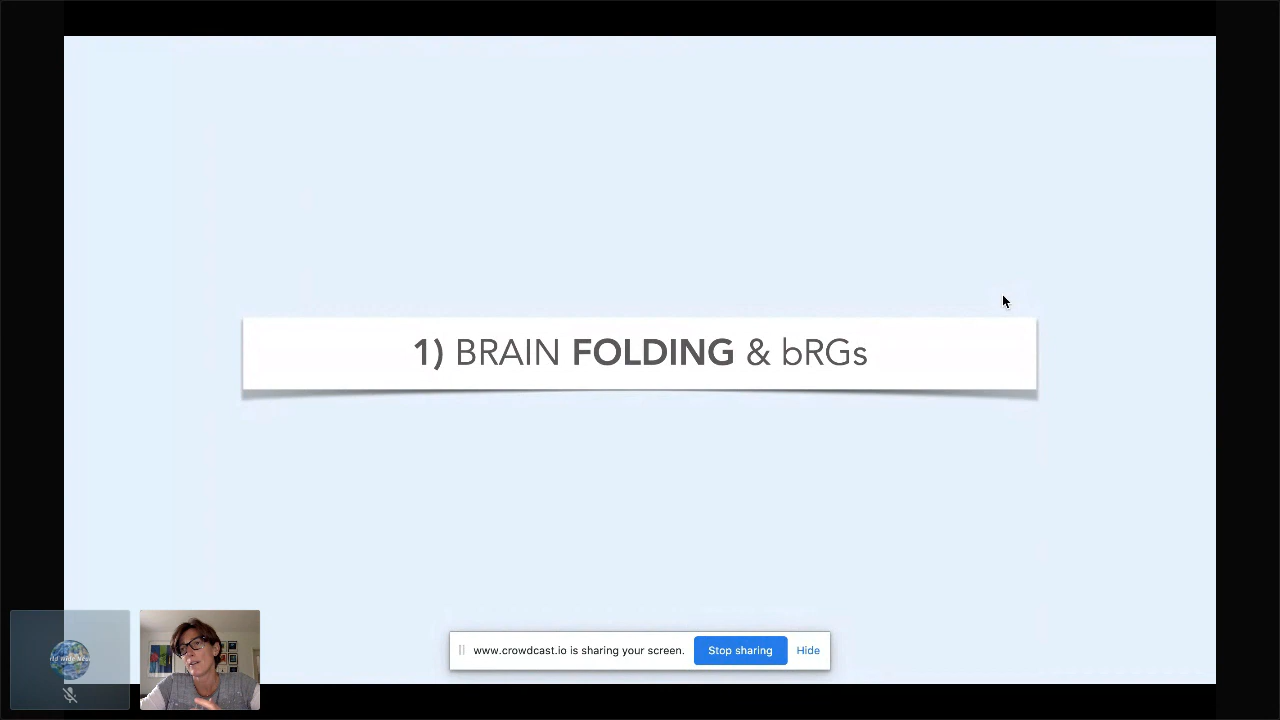 1) BRAIN FOLDING & bRGs
www.crowdcast.io is sharing your screen.
Stop sharing
Hide